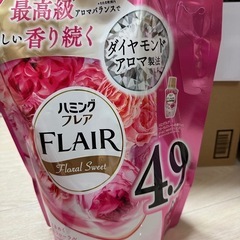 最高級アロマバランスで
しい香り続く
ダイヤモンド
アロマ製法
ハミング
フレア
FLAIR
Floral Sweet
4.9